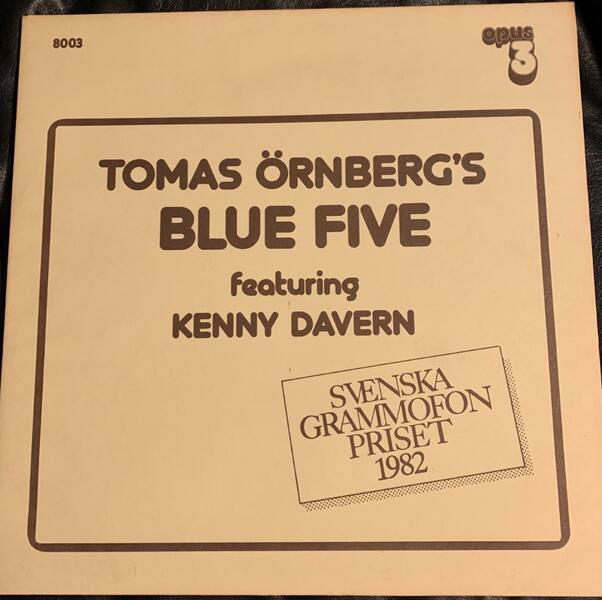 8003
opus
3
TOMAS ÖRNBERG'S
BLUE FIVE
featuring
KENNY DAVERN
SVENSKA
GRAMMOFON
PRISET
1982